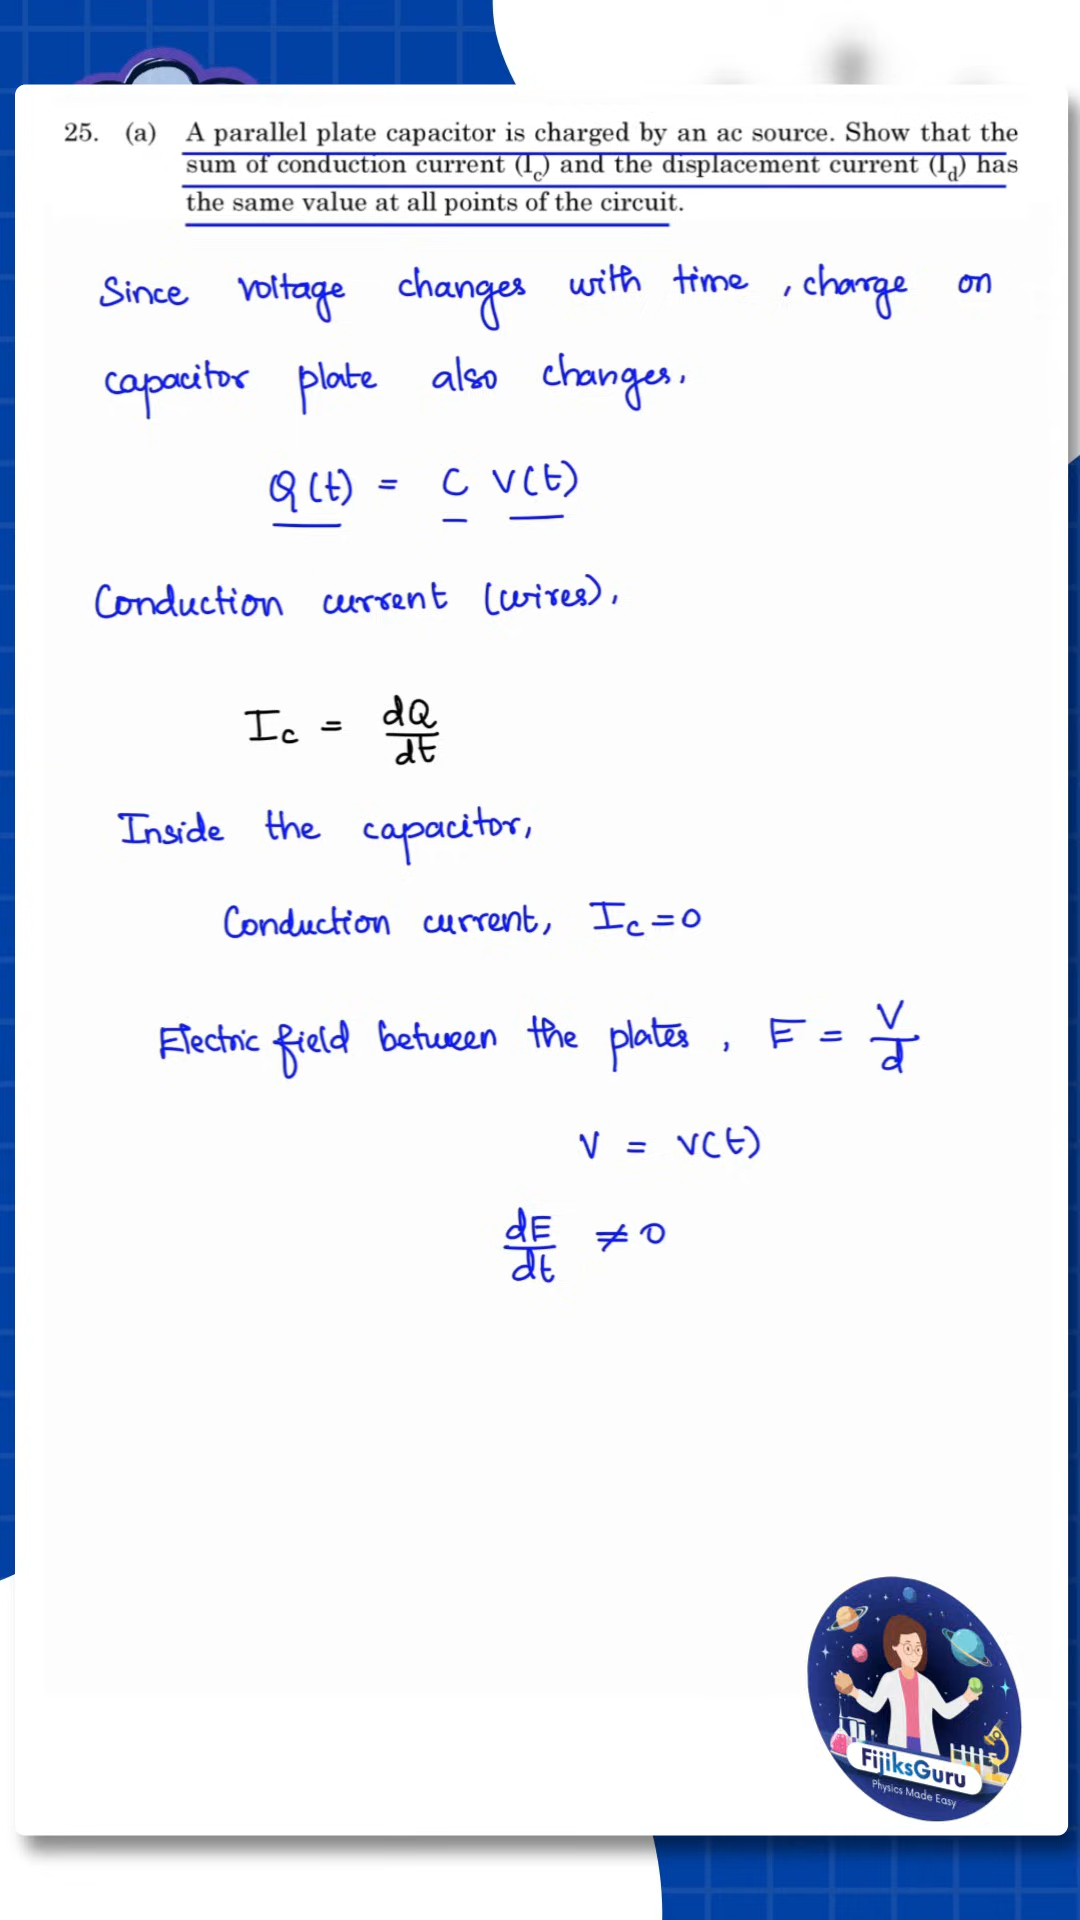 25. (a) A parallel plate capacitor is charged by an ac source. Show that the
sum of conduction current (I_c) and the displacement current (I_d) has
the same value at all points of the circuit.
Since voltage changes with time, charge on
capacitor plate also changes.
Q(t) = C V(t)
Conduction current (wires),
I_c = dQ/dt
Inside the capacitor,
Conduction current, I_c = 0
Electric field between the plates, E = V/d
V = V(t)
dE/dt ≠ 0
FijiksGuru
Physics Made Easy